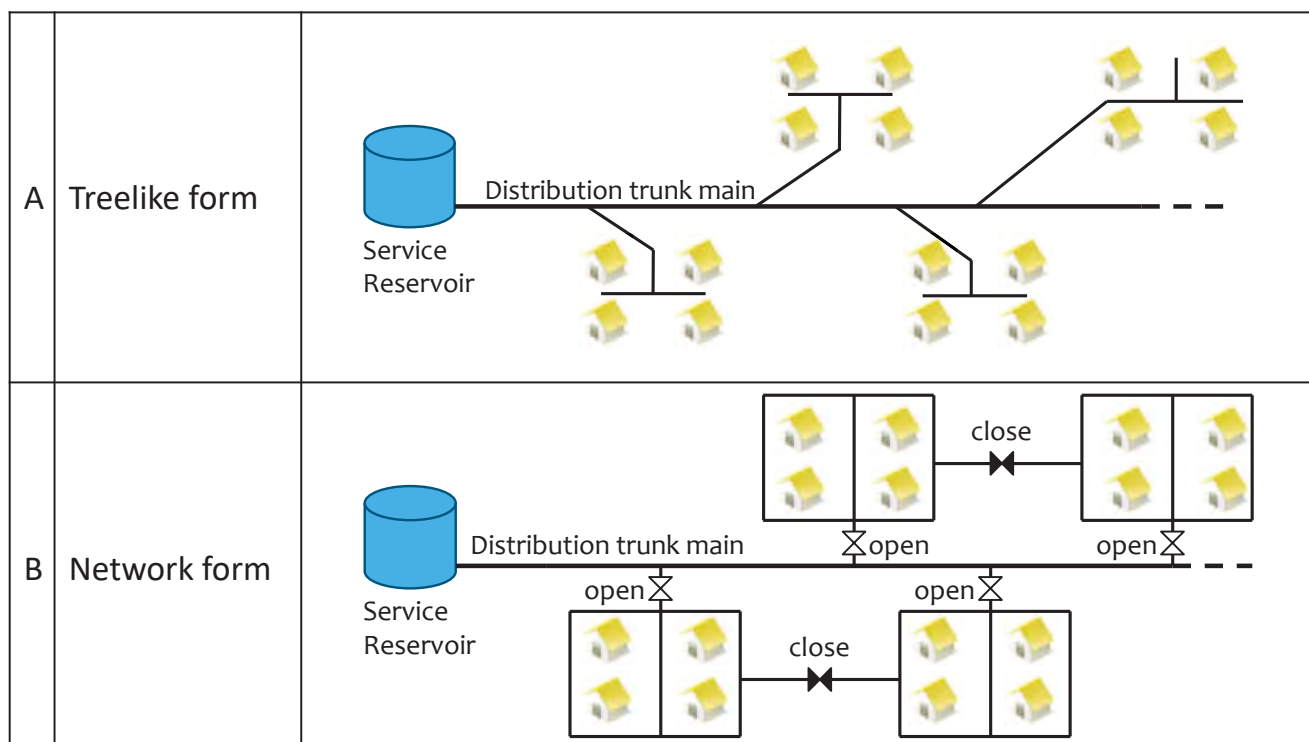 A
Treelike form
Distribution trunk main
Service
Reservoir
B
Network form
close
Distribution trunk main
open
open
open
open
Service
Reservoir
close